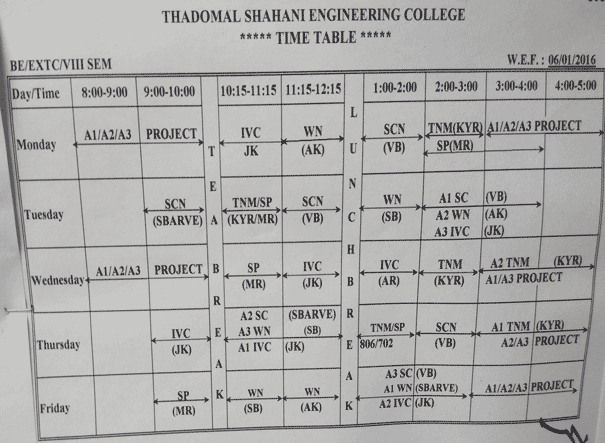 THADOMAL SHAHANI ENGINEERING COLLEGE
***** TIME TABLE *****
BE/EXTC/VIII SEM W.E.F. : 06/01/2016
Day/Time 8:00-9:00 9:00-10:00 10:15-11:15 11:15-12:15 1:00-2:00 2:00-3:00 3:00-4:00 4:00-5:00
TEA BREAK
LUNCH BREAK
Monday A1/A2/A3 PROJECT IVC WN SCN TNM(KYR) A1/A2/A3 PROJECT
JK (AK) (VB) SP(MR)
Tuesday SCN TNM/SP SCN WN A1 SC (VB)
(SBARVE) (KYR/MR) (VB) (SB) A2 WN (AK)
A3 IVC (JK)
Wednesday A1/A2/A3 PROJECT SP IVC IVC TNM A2 TNM (KYR)
(MR) (JK) (AR) (KYR) A1/A3 PROJECT
Thursday IVC A2 SC (SBARVE) TNM/SP SCN A1 TNM (KYR)
(JK) A3 WN (SB) 806/702 (VB) A2/A3 PROJECT
A1 IVC (JK)
Friday SP WN WN A3 SC (VB) A1/A2/A3 PROJECT
(MR) (SB) (AK) A1 WN (SBARVE)
A2 IVC (JK)